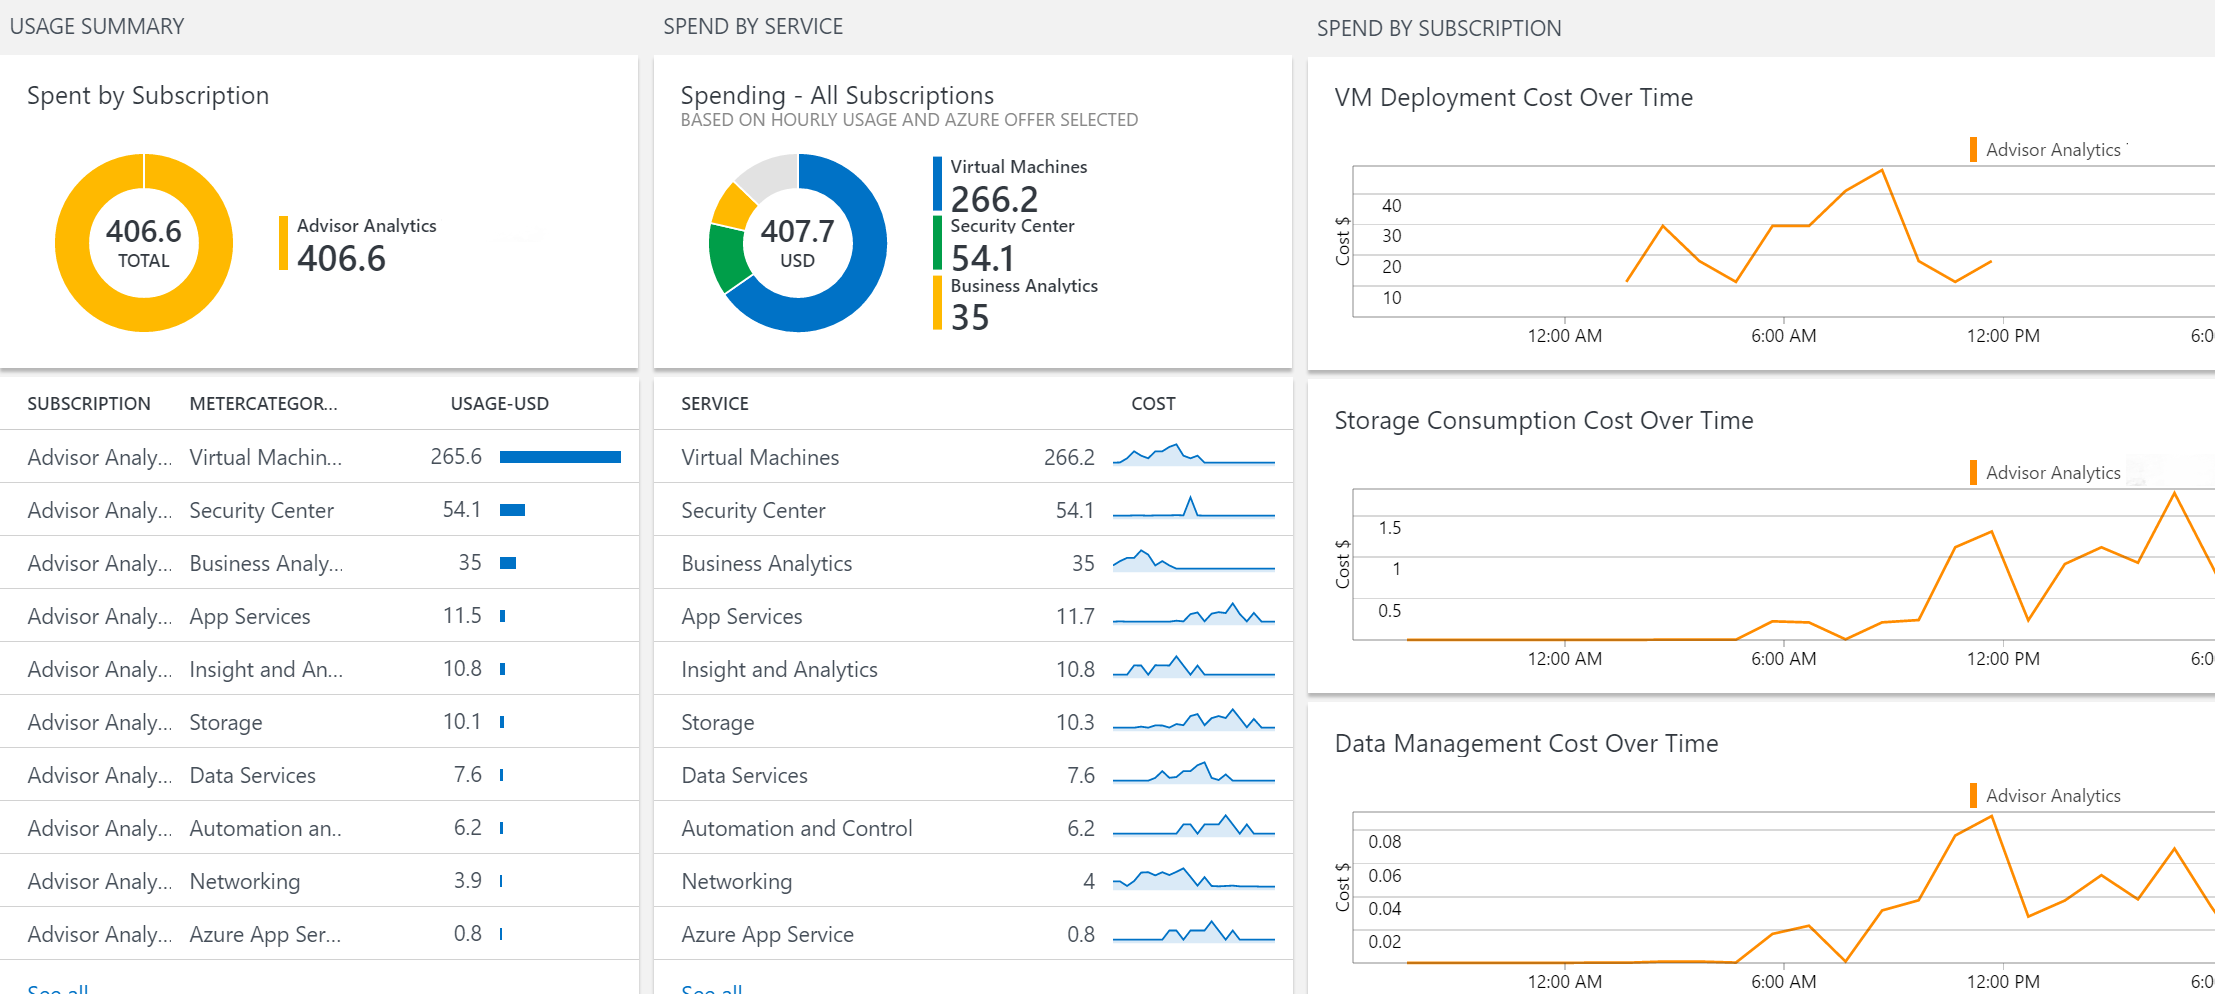 USAGE SUMMARY
Spent by Subscription
406.6
TOTAL
Advisor Analytics
406.6
SUBSCRIPTION METERCATEGOR... USAGE-USD
Advisor Analy... Virtual Machin... 265.6
Advisor Analy... Security Center 54.1
Advisor Analy... Business Analy... 35
Advisor Analy... App Services 11.5
Advisor Analy... Insight and An... 10.8
Advisor Analy... Storage 10.1
Advisor Analy... Data Services 7.6
Advisor Analy... Automation an.. 6.2
Advisor Analy... Networking 3.9
Advisor Analy... Azure App Ser... 0.8
See all
SPEND BY SERVICE
Spending - All Subscriptions
BASED ON HOURLY USAGE AND AZURE OFFER SELECTED
407.7
USD
Virtual Machines
266.2
Security Center
54.1
Business Analytics
35
SERVICE COST
Virtual Machines 266.2
Security Center 54.1
Business Analytics 35
App Services 11.7
Insight and Analytics 10.8
Storage 10.3
Data Services 7.6
Automation and Control 6.2
Networking 4
Azure App Service 0.8
See all
SPEND BY SUBSCRIPTION
VM Deployment Cost Over Time
Advisor Analytics
Cost $
40
30
20
10
12:00 AM 6:00 AM 12:00 PM 6:0
Storage Consumption Cost Over Time
Advisor Analytics
Cost $
1.5
1
0.5
12:00 AM 6:00 AM 12:00 PM 6:0
Data Management Cost Over Time
Advisor Analytics
Cost $
0.08
0.06
0.04
0.02
12:00 AM 6:00 AM 12:00 PM 6:0